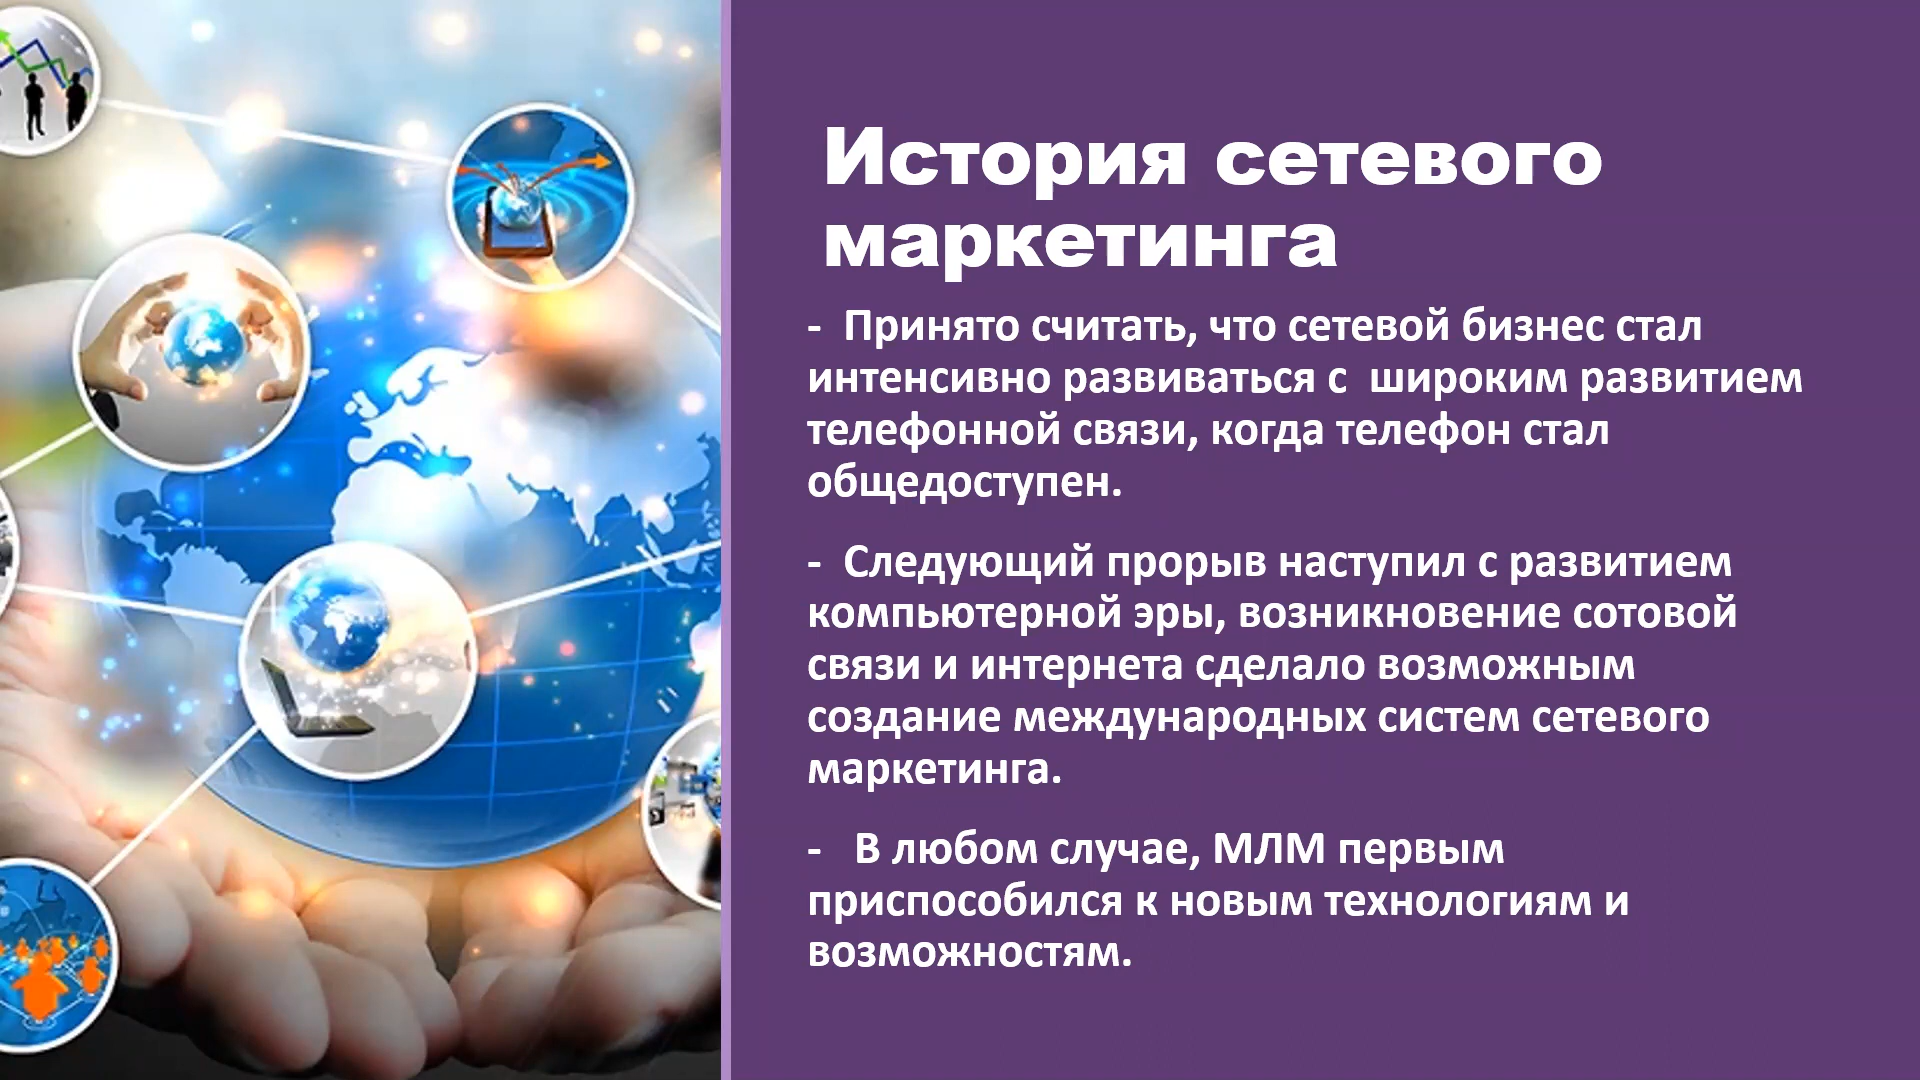 История сетевого
маркетинга
- Принято считать, что сетевой бизнес стал
интенсивно развиваться с широким развитием
телефонной связи, когда телефон стал
общедоступен.
- Следующий прорыв наступил с развитием
компьютерной эры, возникновение сотовой
связи и интернета сделало возможным
создание международных систем сетевого
маркетинга.
- В любом случае, МЛМ первым
приспособился к новым технологиям и
возможностям.